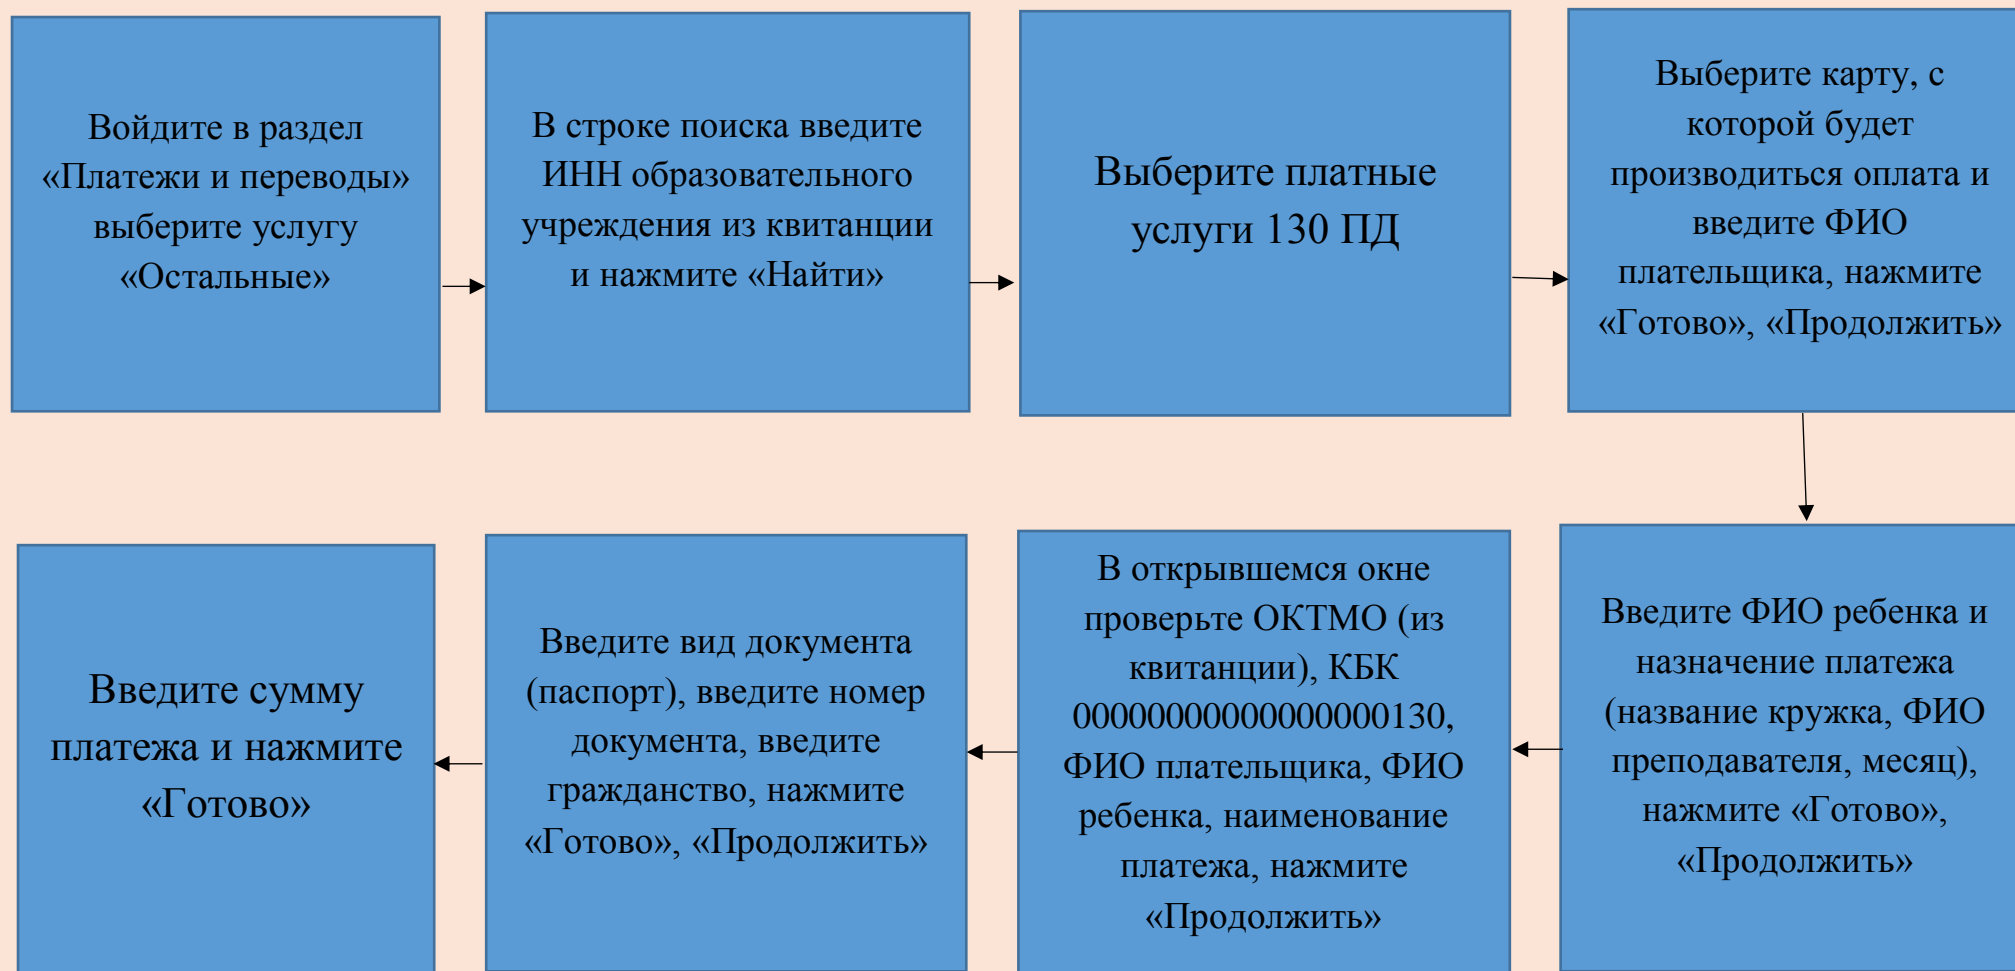 Войдите в раздел
«Платежи и переводы»
выберите услугу
«Остальные»
В строке поиска введите
ИНН образовательного
учреждения из квитанции
и нажмите «Найти»
Выберите платные
услуги 130 ПД
Выберите карту, с
которой будет
производиться оплата и
введите ФИО
плательщика, нажмите
«Готово», «Продолжить»
Введите ФИО ребенка и
назначение платежа
(название кружка, ФИО
преподавателя, месяц),
нажмите «Готово»,
«Продолжить»
В открывшемся окне
проверьте ОКТМО (из
квитанции), КБК
00000000000000000130,
ФИО плательщика, ФИО
ребенка, наименование
платежа, нажмите
«Продолжить»
Введите вид документа
(паспорт), введите номер
документа, введите
гражданство, нажмите
«Готово», «Продолжить»
Введите сумму
платежа и нажмите
«Готово»